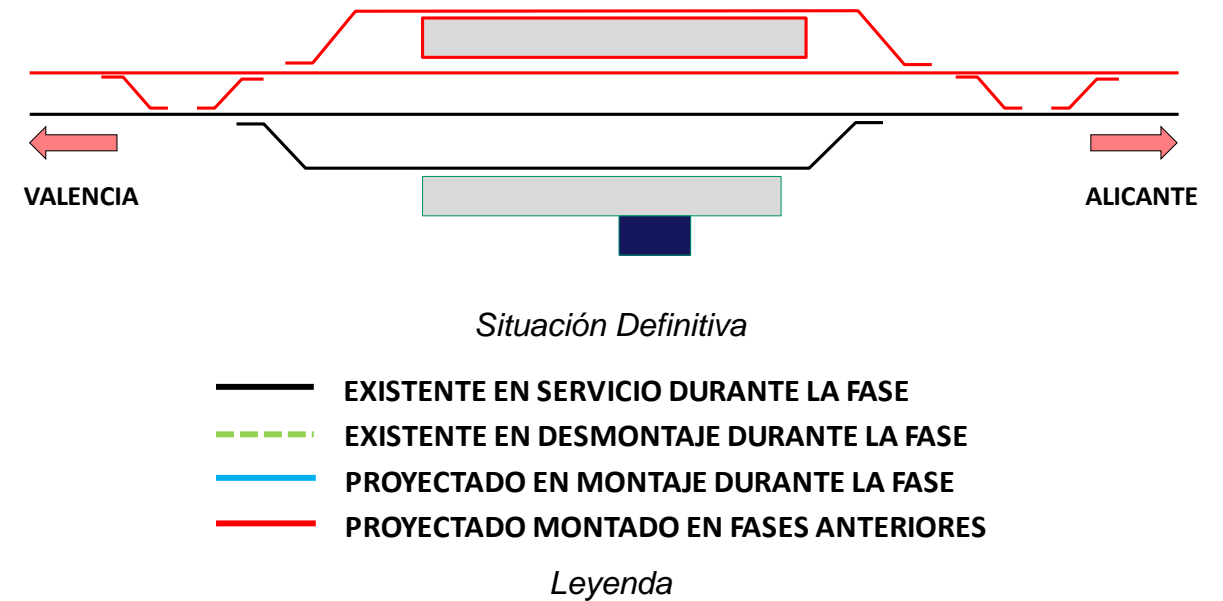 VALENCIA
ALICANTE
Situación Definitiva
EXISTENTE EN SERVICIO DURANTE LA FASE
EXISTENTE EN DESMONTAJE DURANTE LA FASE
PROYECTADO EN MONTAJE DURANTE LA FASE
PROYECTADO MONTADO EN FASES ANTERIORES
Leyenda